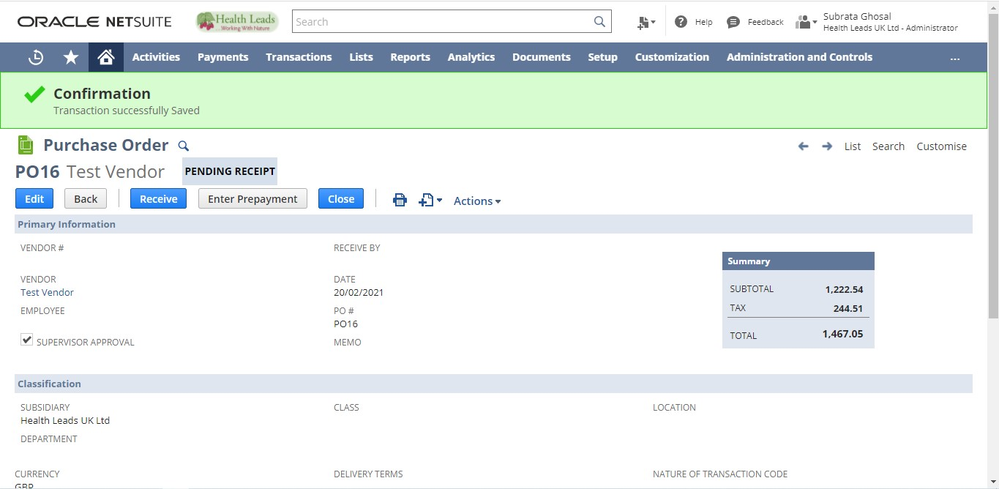 ORACLE NETSUITE
Health Leads
Working With Nature
Search
Help
Feedback
Subrata Ghosal
Health Leads UK Ltd - Administrator
Activities Payments Transactions Lists Reports Analytics Documents Setup Customization Administration and Controls ...
Confirmation
Transaction successfully Saved
Purchase Order
List Search Customise
PO16 Test Vendor PENDING RECEIPT
Edit Back Receive Enter Prepayment Close Actions
Primary Information
VENDOR #
RECEIVE BY
VENDOR
Test Vendor
DATE
20/02/2021
EMPLOYEE
PO #
PO16
SUPERVISOR APPROVAL
MEMO
Summary
SUBTOTAL 1,222.54
TAX 244.51
TOTAL 1,467.05
Classification
SUBSIDIARY
Health Leads UK Ltd
CLASS
LOCATION
DEPARTMENT
CURRENCY
GBP
DELIVERY TERMS
NATURE OF TRANSACTION CODE